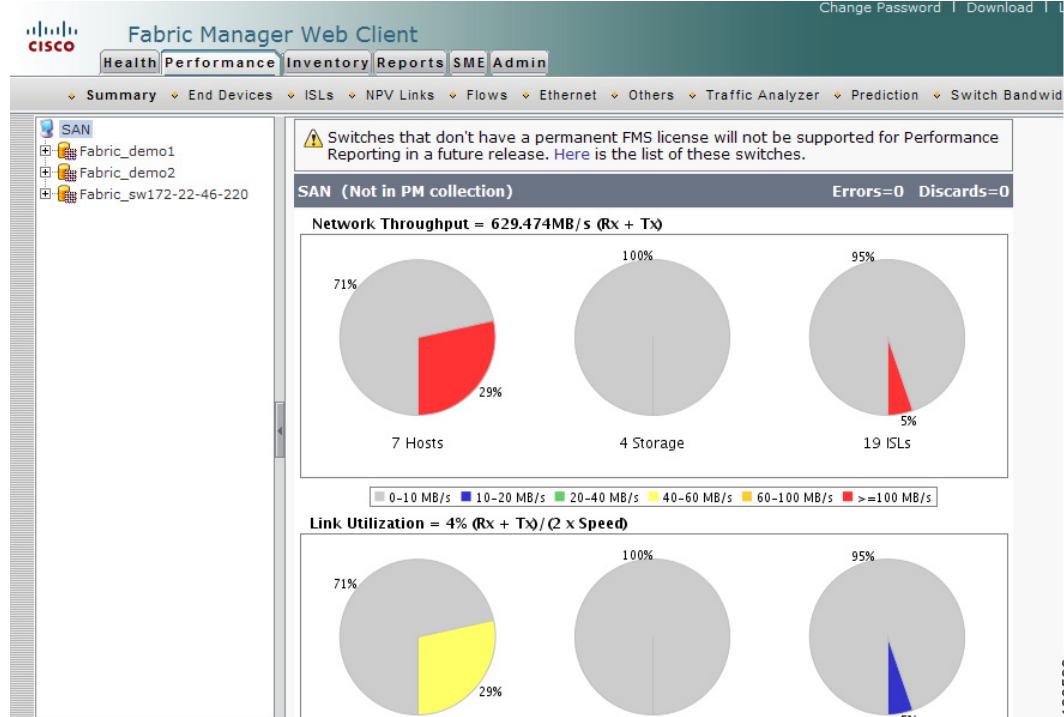 Change Password | Download |
CISCO
Fabric Manager Web Client
Health Performance Inventory Reports SME Admin
Summary End Devices ISLs NPV Links Flows Ethernet Others Traffic Analyzer Prediction Switch Bandwid
SAN
Fabric_demo1
Fabric_demo2
Fabric_sw172-22-46-220
Switches that don't have a permanent FMS license will not be supported for Performance
Reporting in a future release. Here is the list of these switches.
SAN (Not in PM collection) Errors=0 Discards=0
Network Throughput = 629.474MB/s (Rx + Tx)
71% 100% 95%
29% 5%
7 Hosts 4 Storage 19 ISLs
0-10 MB/s 10-20 MB/s 20-40 MB/s 40-60 MB/s 60-100 MB/s >=100 MB/s
Link Utilization = 4% (Rx + Tx)/(2 x Speed)
71% 100% 95%
29%